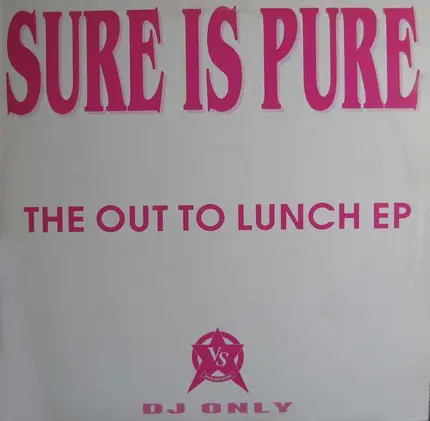 SURE IS PURE
THE OUT TO LUNCH EP
VS
DJ ONLY